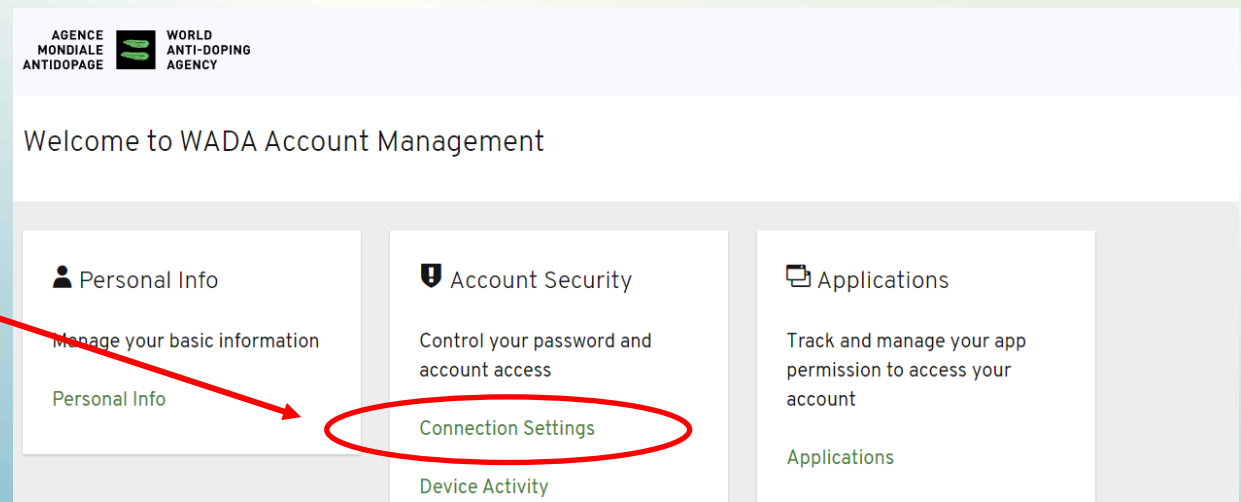 AGENCE
MONDIALE
ANTIDOPAGE
WORLD
ANTI-DOPING
AGENCY
Welcome to WADA Account Management
Personal Info
Manage your basic information
Personal Info
Account Security
Control your password and
account access
Connection Settings
Device Activity
Applications
Track and manage your app
permission to access your
account
Applications